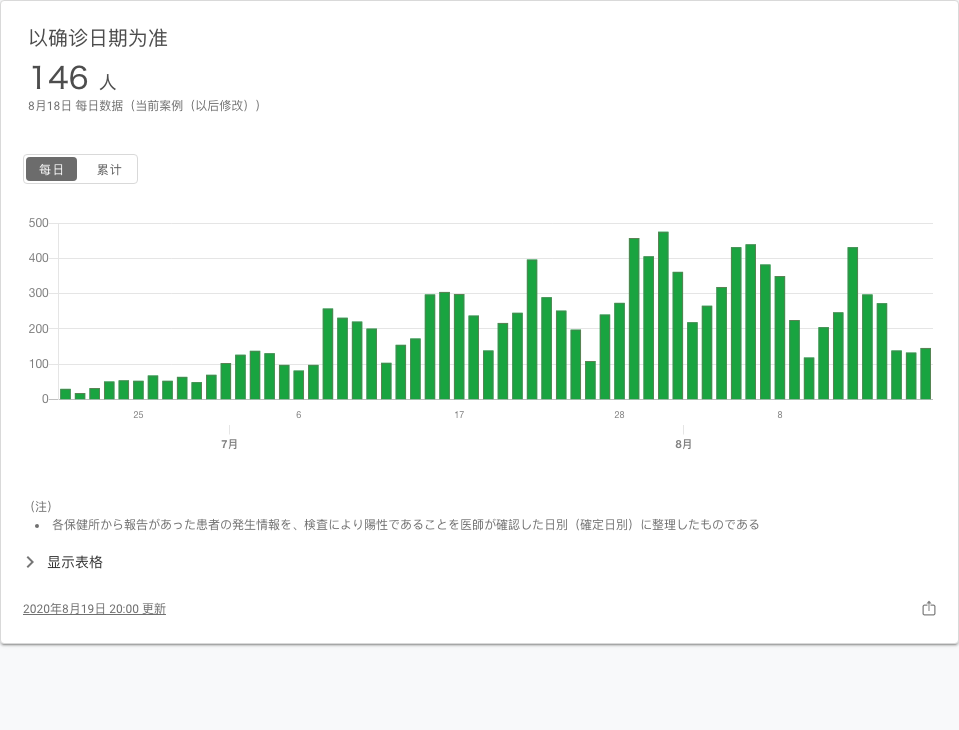 以确诊日期为准
146 人
8月18日 每日数据（当前案例（以后修改））
每日 累计
500
400
300
200
100
0
25 6 17 28 8
7月 8月
（注）
• 各保健所から報告があった患者の発生情報を、検査により陽性であることを医師が確認した日別（確定日別）に整理したものである
显示表格
2020年8月19日 20:00 更新